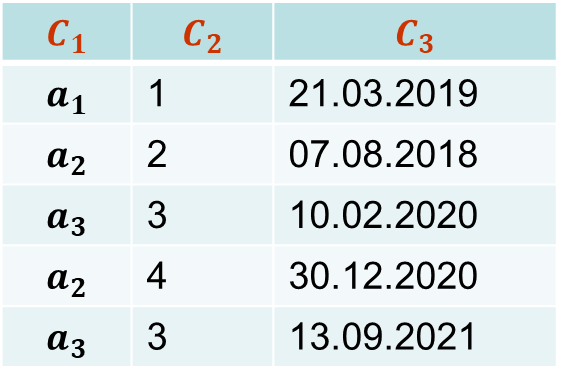 C₁ C₂ C₃
a₁ 1 21.03.2019
a₂ 2 07.08.2018
a₃ 3 10.02.2020
a₂ 4 30.12.2020
a₃ 3 13.09.2021